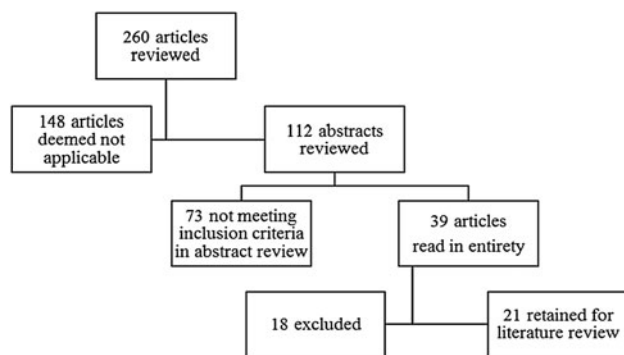 260 articles
reviewed
148 articles
deemed not
applicable
112 abstracts
reviewed
73 not meeting
inclusion criteria
in abstract review
39 articles
read in entirety
18 excluded
21 retained for
literature review